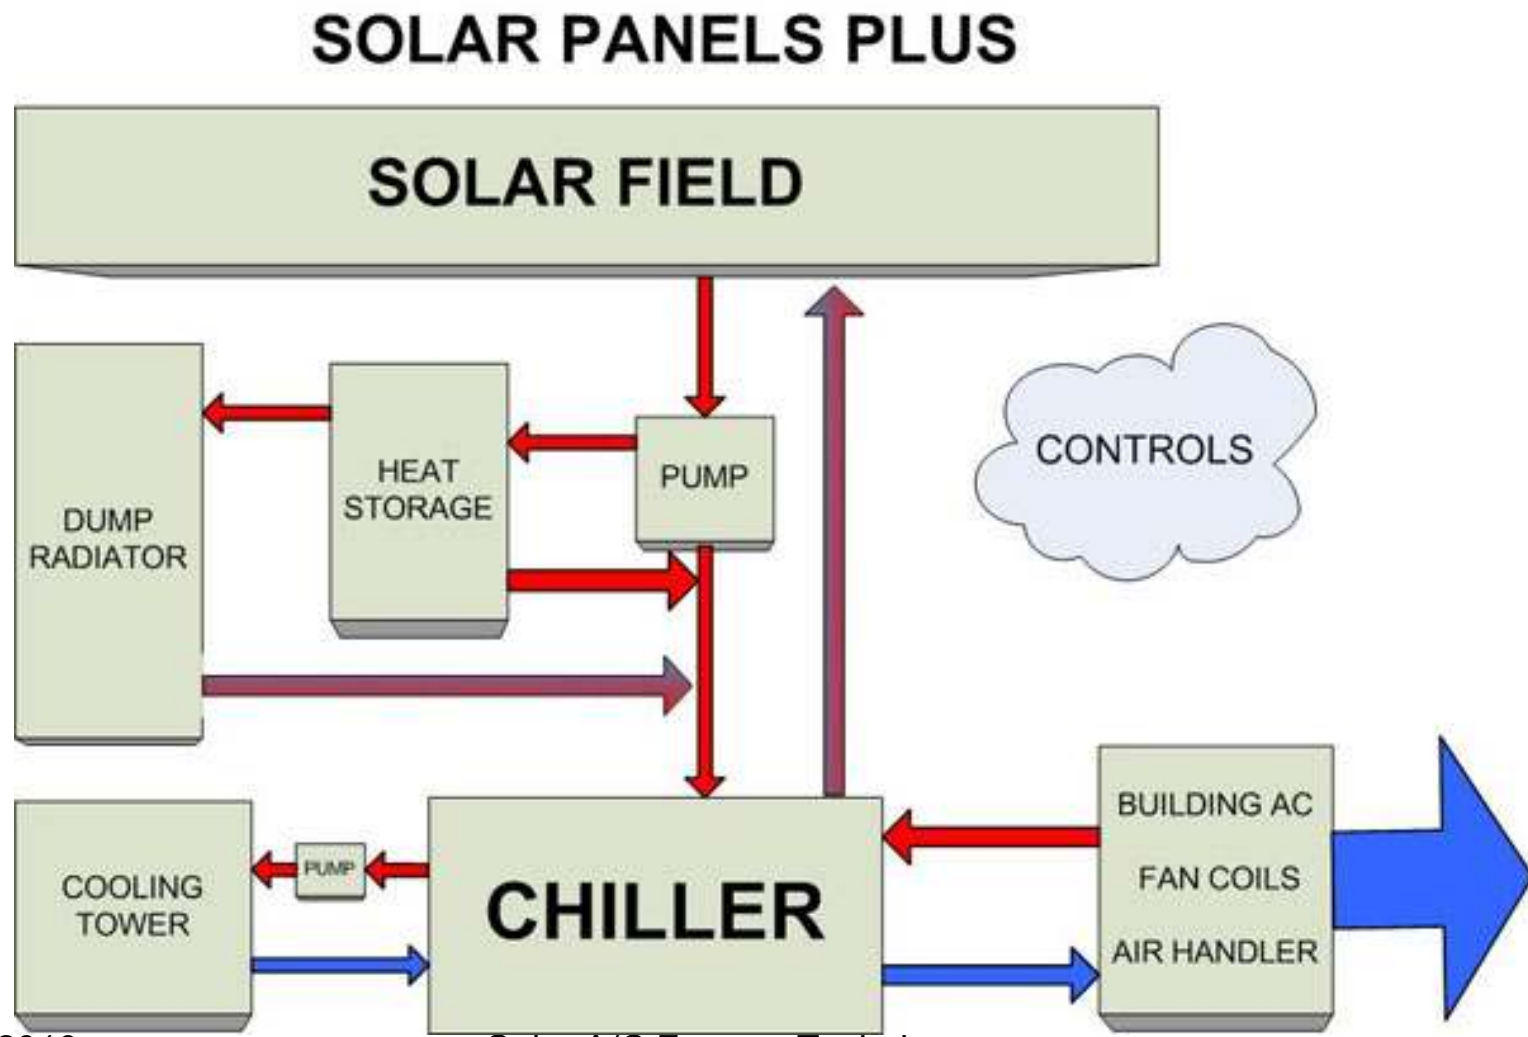 SOLAR PANELS PLUS
SOLAR FIELD
DUMP
RADIATOR
HEAT
STORAGE
PUMP
CONTROLS
COOLING
TOWER
PUMP
CHILLER
BUILDING AC
FAN COILS
AIR HANDLER